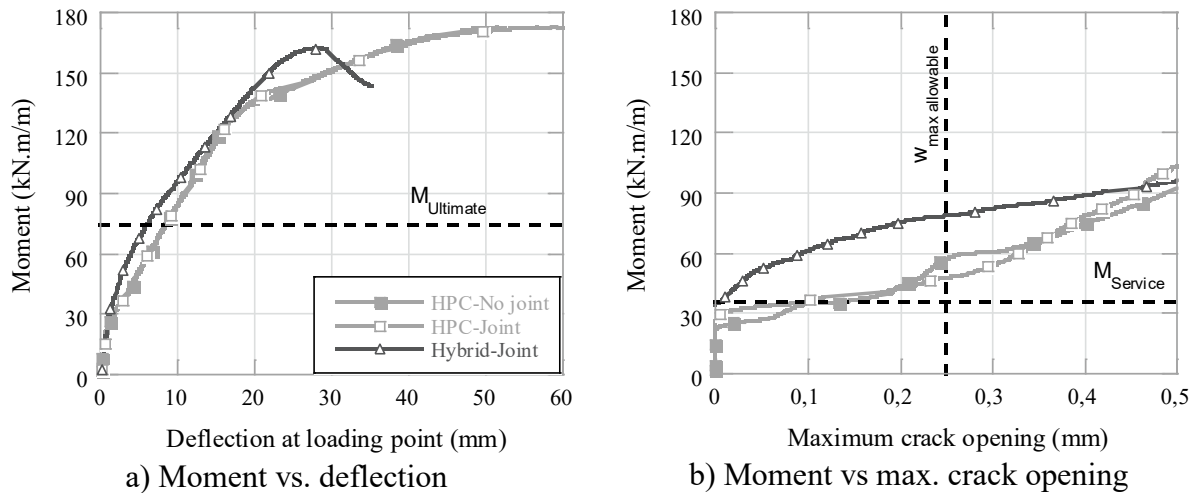 180
150
120
90
60
30
0
Moment (kN.m/m)
M Ultimate
HPC-No joint
HPC-Joint
Hybrid-Joint
0 10 20 30 40 50 60
Deflection at loading point (mm)
a) Moment vs. deflection
180
150
120
90
60
30
0
Moment (kN.m/m)
w max allowable
M Service
0 0,1 0,2 0,3 0,4 0,5
Maximum crack opening (mm)
b) Moment vs max. crack opening